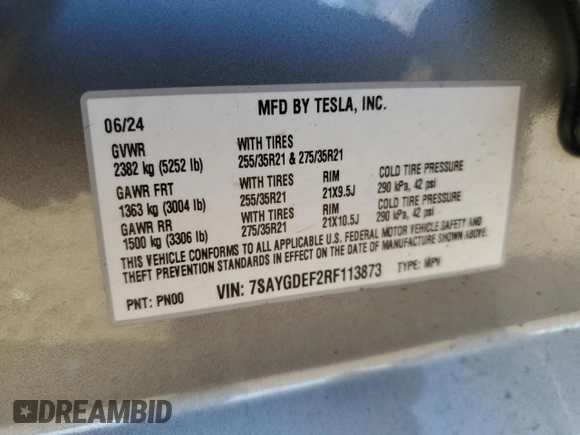 MFD BY TESLA, INC.
06/24
GVWR WITH TIRES
2382 kg (5252 lb) 255/35R21 & 275/35R21
GAWR FRT WITH TIRES RIM COLD TIRE PRESSURE
1363 kg (3004 lb) 255/35R21 21X9.5J 290 kPa, 42 psi
GAWR RR WITH TIRES RIM COLD TIRE PRESSURE
1500 kg (3306 lb) 275/35R21 21X10.5J 290 kPa, 42 psi
THIS VEHICLE CONFORMS TO ALL APPLICABLE U.S. FEDERAL MOTOR VEHICLE SAFETY AND
THEFT PREVENTION STANDARDS IN EFFECT ON THE DATE OF MANUFACTURE SHOWN ABOVE.
PNT: PN00 VIN: 7SAYGDEF2RF113873 TYPE: MPV
DREAMBID